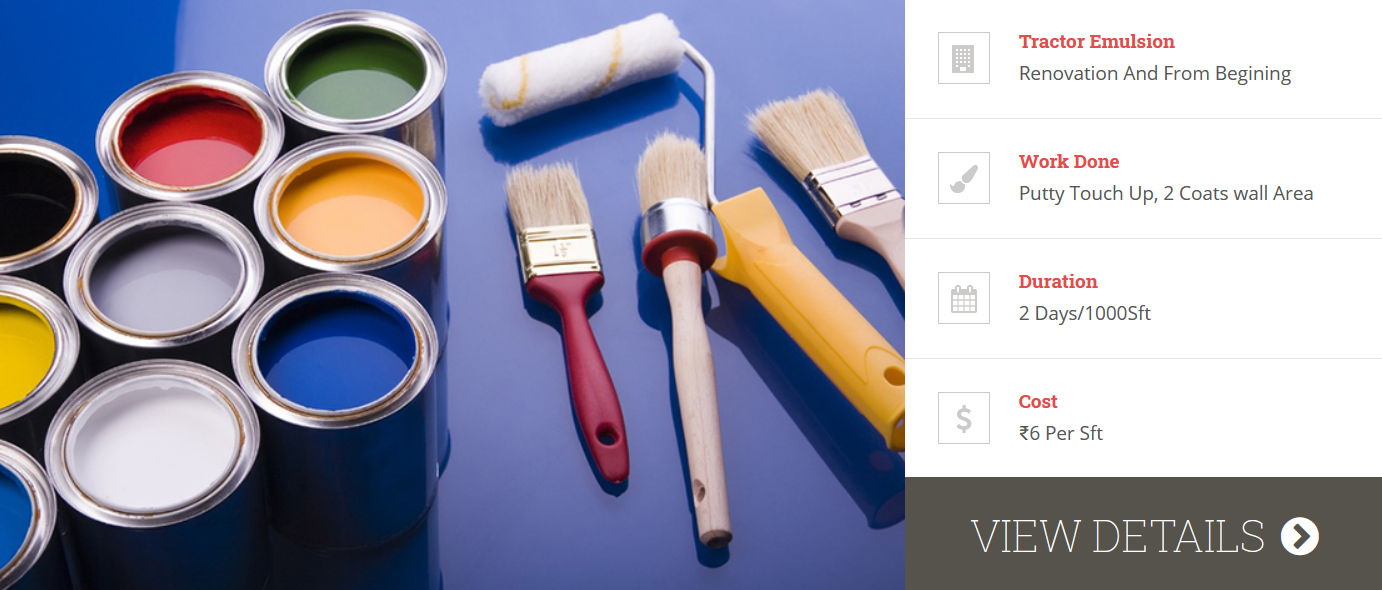 Tractor Emulsion
Renovation And From Begining
Work Done
Putty Touch Up, 2 Coats wall Area
Duration
2 Days/1000Sft
Cost
₹6 Per Sft
VIEW DETAILS